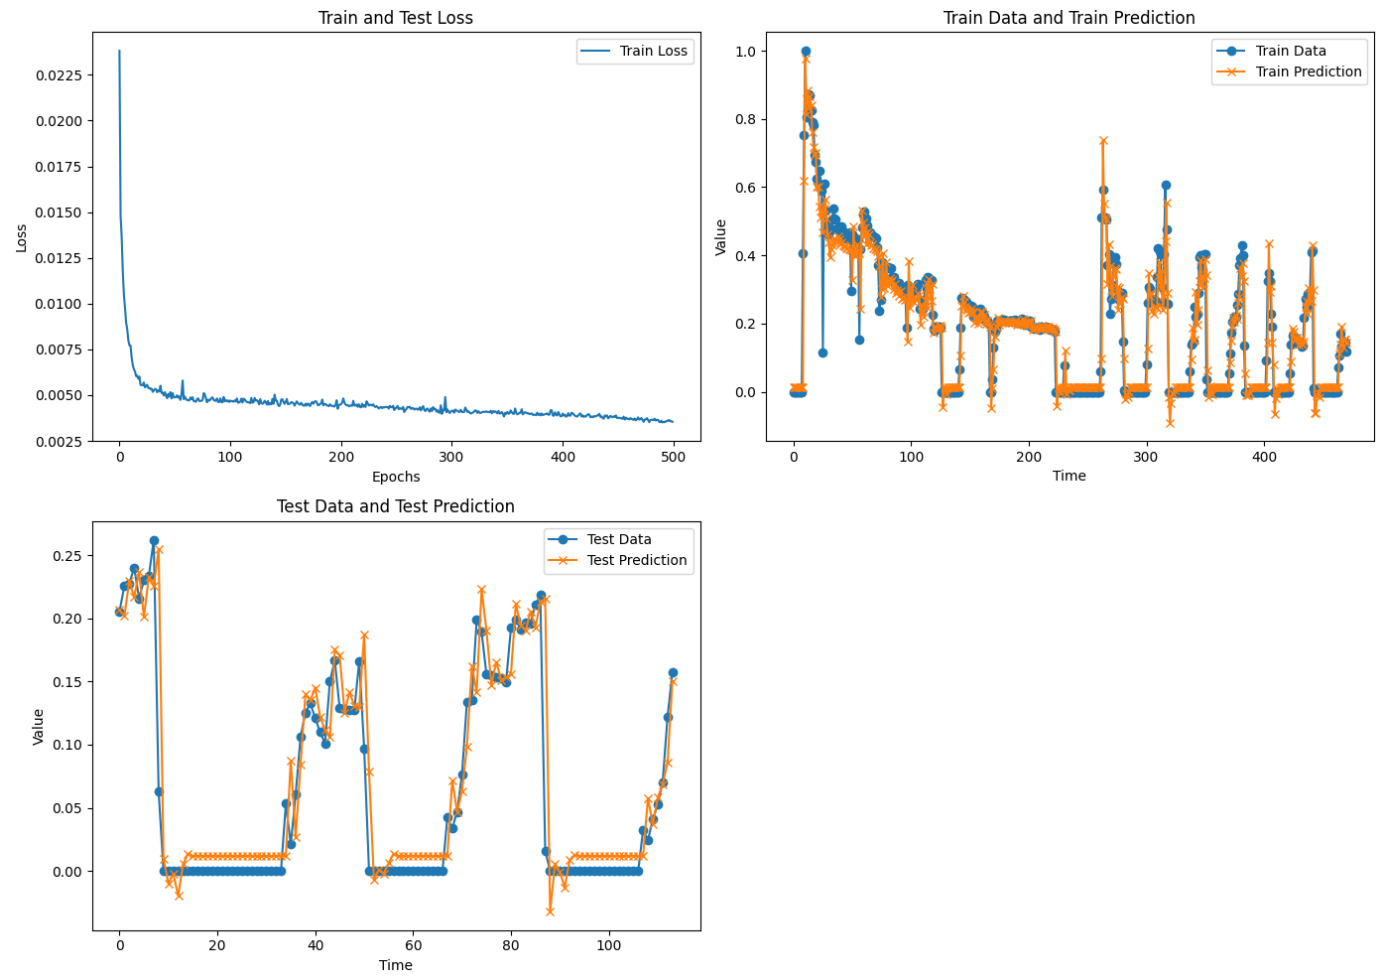 Train and Test Loss
Train Loss
0.0225
0.0200
0.0175
0.0150
0.0125
0.0100
0.0075
0.0050
0.0025
Loss
0 100 200 300 400 500
Epochs
Train Data and Train Prediction
Train Data
Train Prediction
1.0
0.8
0.6
0.4
0.2
0.0
Value
0 100 200 300 400
Time
Test Data and Test Prediction
Test Data
Test Prediction
0.25
0.20
0.15
0.10
0.05
0.00
Value
0 20 40 60 80 100
Time